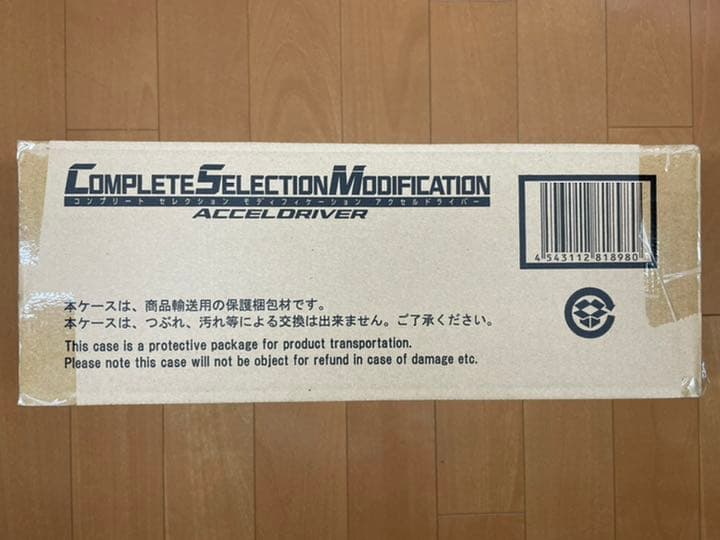 COMPLETE SELECTION MODIFICATION
コンプリート セレクション モディフィケーション アクセルドライバー
ACCELDRIVER
4 543112 818980
本ケースは、商品輸送用の保護梱包材です。
本ケースは、つぶれ、汚れ等による交換は出来ません。ご了承ください。
This case is a protective package for product transportation.
Please note this case will not be object for refund in case of damage etc.